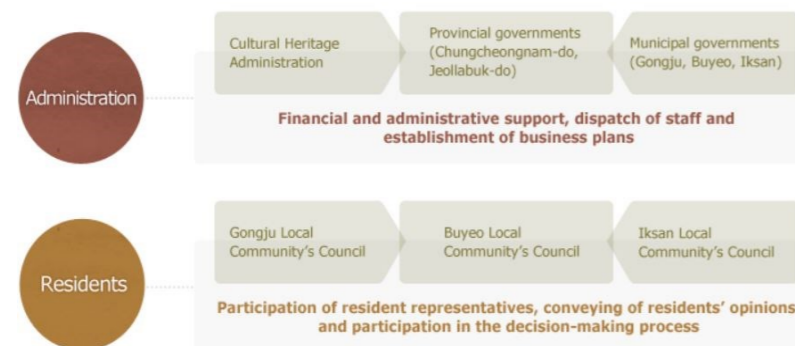 Administration
Cultural Heritage
Administration
Provincial governments
(Chungcheongnam-do,
Jeollabuk-do)
Municipal governments
(Gongju, Buyeo, Iksan)
Financial and administrative support, dispatch of staff and
establishment of business plans
Residents
Gongju Local
Community’s Council
Buyeo Local
Community’s Council
Iksan Local
Community’s Council
Participation of resident representatives, conveying of residents’ opinions
and participation in the decision-making process